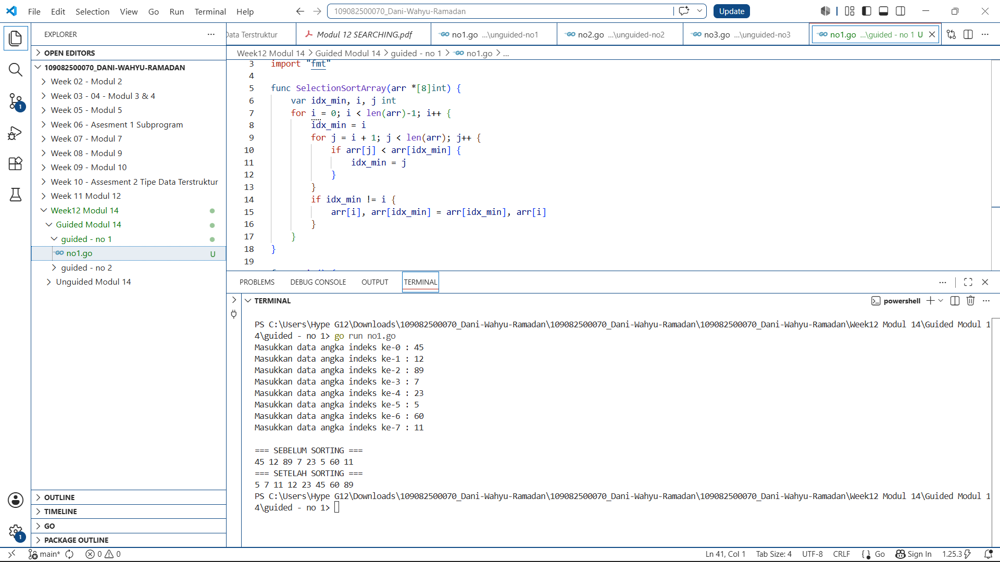 File Edit Selection View Go Run Terminal Help
109082500070_Dani-Wahyu-Ramadan
Update
EXPLORER
OPEN EDITORS
109082500070_DANI-WAHYU-RAMADAN
Week 02 - Modul 2
Week 03 - 04 - Modul 3 & 4
Week 05 - Modul 5
Week 06 - Asesment 1 Subprogram
Week 07 - Modul 7
Week 08 - Modul 9
Week 09 - Modul 10
Week 10 - Assesment 2 Tipe Data Terstruktur
Week 11 Modul 12
Week12 Modul 14
Guided Modul 14
guided - no 1
GO no1.go U
guided - no 2
Unguided Modul 14
OUTLINE
TIMELINE
GO
PACKAGE OUTLINE
Data Terstruktur
Modul 12 SEARCHING.pdf
GO no1.go ...\unguided-no1
GO no2.go ...\unguided-no2
GO no3.go ...\unguided-no3
GO no1.go ...\guided - no 1 U
Week12 Modul 14 > Guided Modul 14 > guided - no 1 > GO no1.go > ...
3 import "fmt"
4
5 func SelectionSortArray(arr *[8]int) {
6 var idx_min, i, j int
7 for i = 0; i < len(arr)-1; i++ {
8 idx_min = i
9 for j = i + 1; j < len(arr); j++ {
10 if arr[j] < arr[idx_min] {
11 idx_min = j
12 }
13 }
14 if idx_min != i {
15 arr[i], arr[idx_min] = arr[idx_min], arr[i]
16 }
17 }
18 }
19
PROBLEMS DEBUG CONSOLE OUTPUT TERMINAL
TERMINAL
powershell
PS C:\Users\Hype G12\Downloads\109082500070_Dani-Wahyu-Ramadan\109082500070_Dani-Wahyu-Ramadan\109082500070_Dani-Wahyu-Ramadan\Week12 Modul 14\Guided Modul 1
4\guided - no 1> go run no1.go
Masukkan data angka indeks ke-0 : 45
Masukkan data angka indeks ke-1 : 12
Masukkan data angka indeks ke-2 : 89
Masukkan data angka indeks ke-3 : 7
Masukkan data angka indeks ke-4 : 23
Masukkan data angka indeks ke-5 : 5
Masukkan data angka indeks ke-6 : 60
Masukkan data angka indeks ke-7 : 11
=== SEBELUM SORTING ===
45 12 89 7 23 5 60 11
=== SETELAH SORTING ===
5 7 11 12 23 45 60 89
PS C:\Users\Hype G12\Downloads\109082500070_Dani-Wahyu-Ramadan\109082500070_Dani-Wahyu-Ramadan\109082500070_Dani-Wahyu-Ramadan\Week12 Modul 14\Guided Modul 1
4\guided - no 1>
1
1
main* 0 0
Ln 41, Col 1 Tab Size: 4 UTF-8 CRLF { } Go Sign In 1.25.3